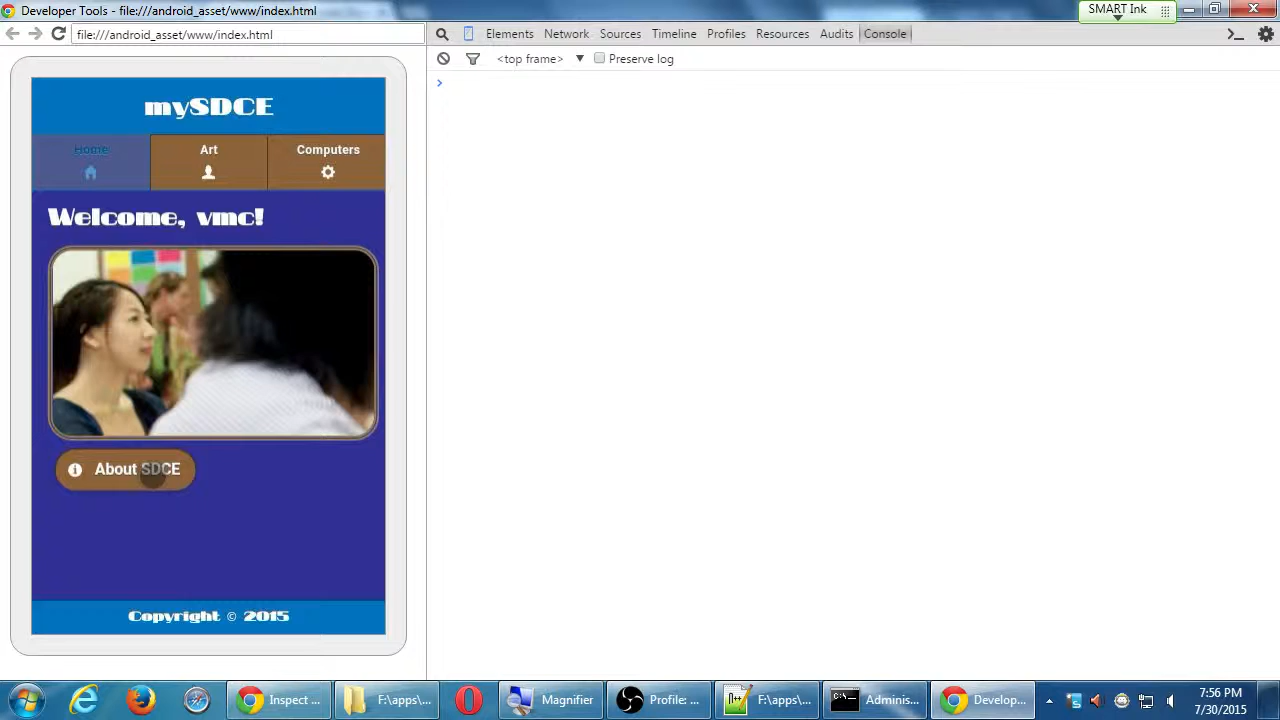 Developer Tools - file:///android_asset/www/index.html
SMART Ink
file:///android_asset/www/index.html
Elements Network Sources Timeline Profiles Resources Audits Console
<top frame> Preserve log
mySDCE
Home Art Computers
Welcome, vmc!
About SDCE
Copyright © 2015
Inspect ... F:\apps\... Magnifier Profile: ... F:\apps\... Adminis... Develop...
7:56 PM
7/30/2015